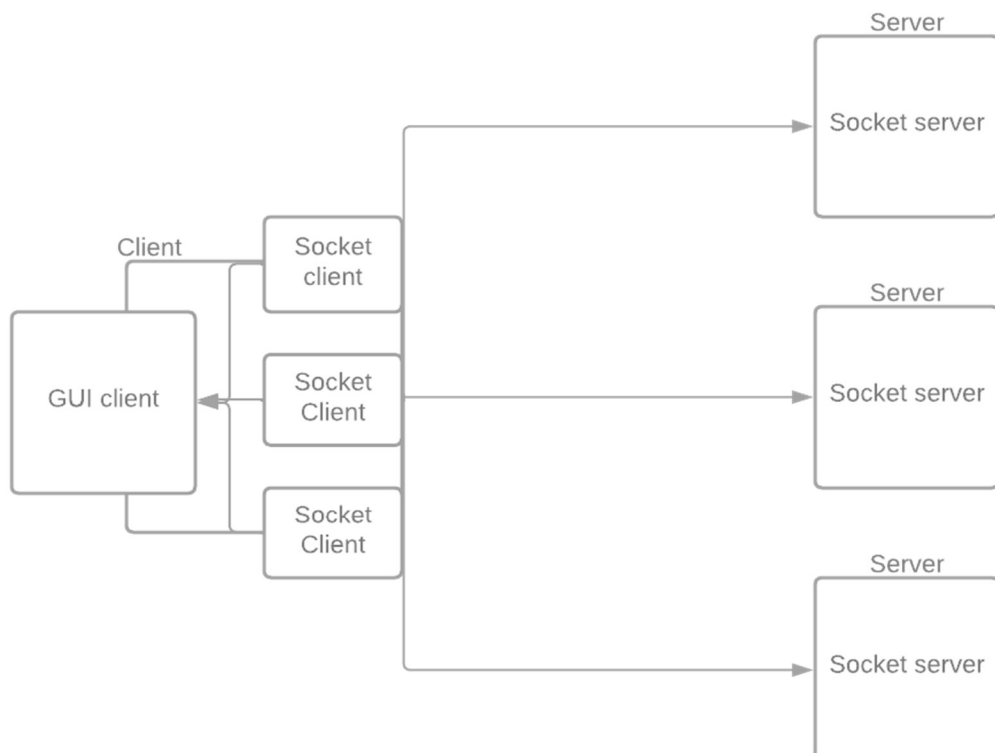 Server
Socket server
Client
Socket
client
Server
GUI client
Socket
Client
Socket server
Socket
Client
Server
Socket server